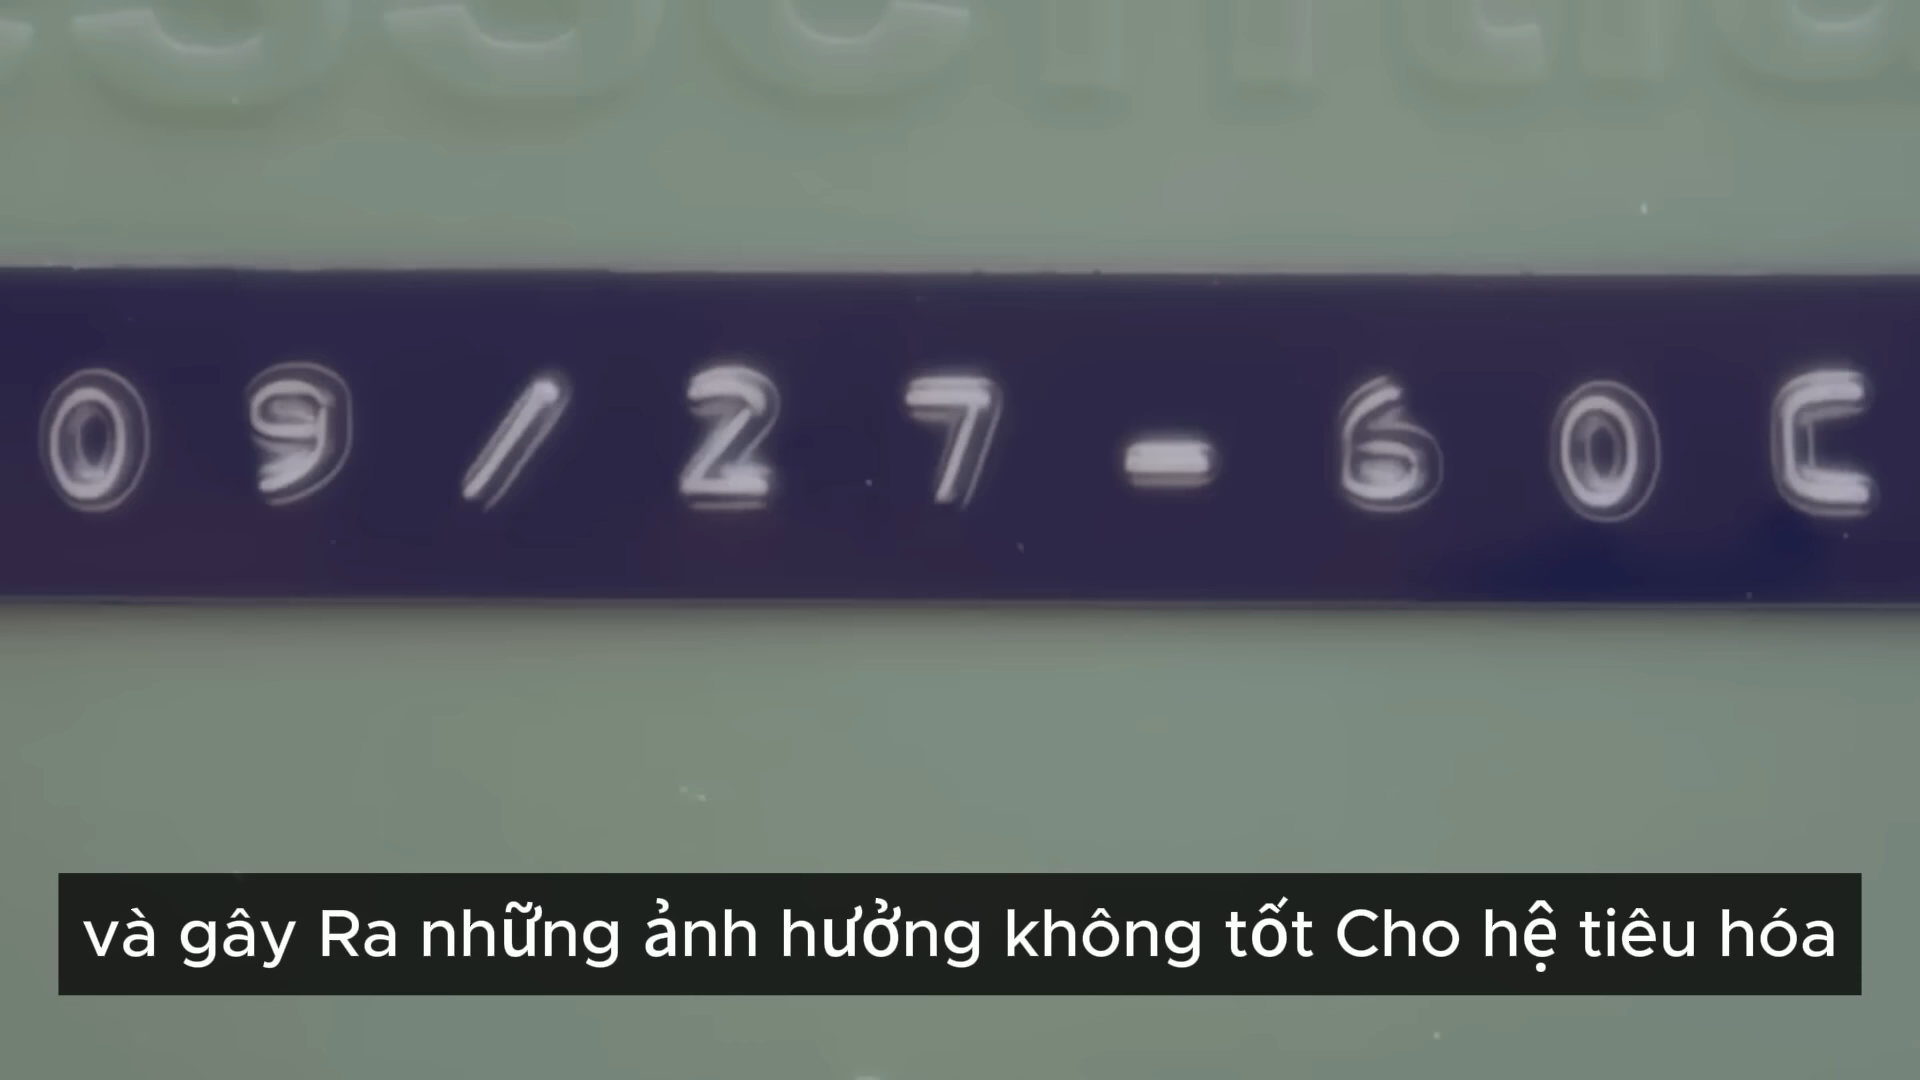 09/27-60C
và gây Ra những ảnh hưởng không tốt Cho hệ tiêu hóa